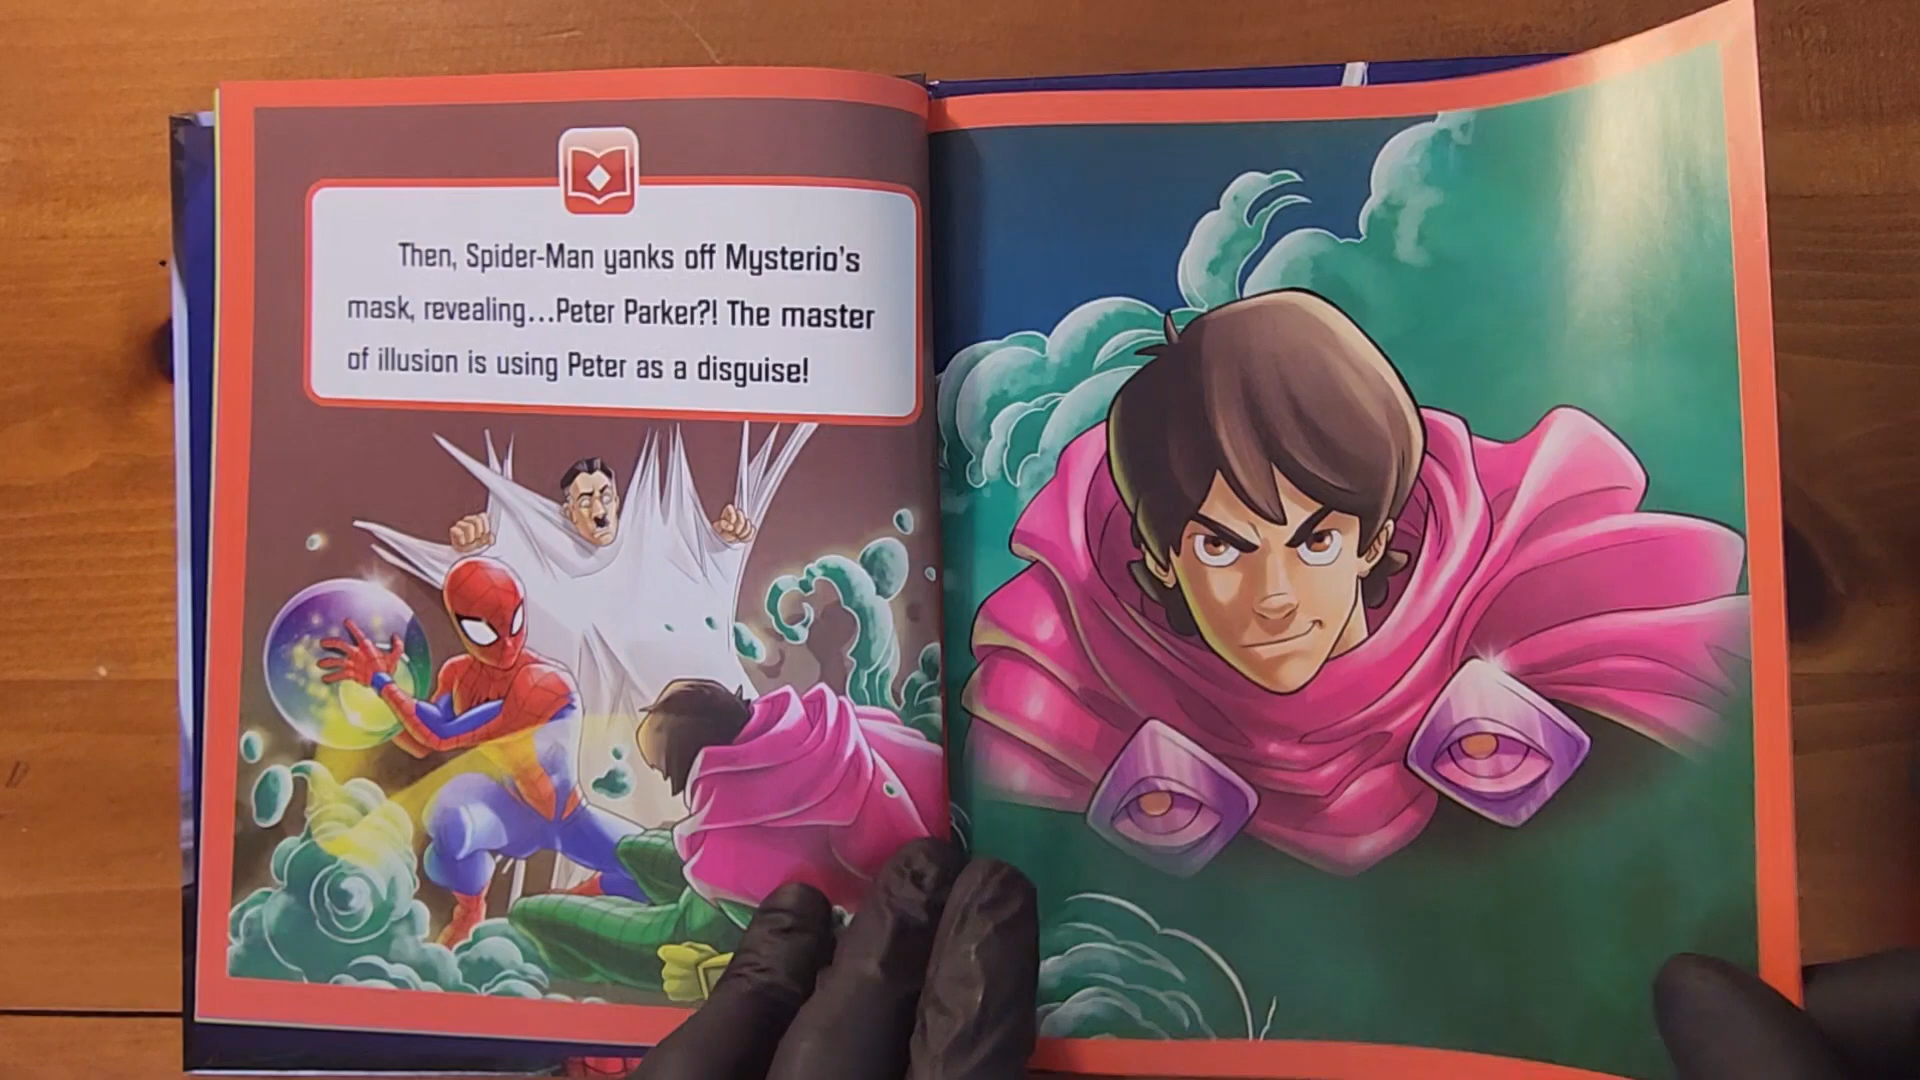 Then, Spider-Man yanks off Mysterio's
mask, revealing...Peter Parker?! The master
of illusion is using Peter as a disguise!